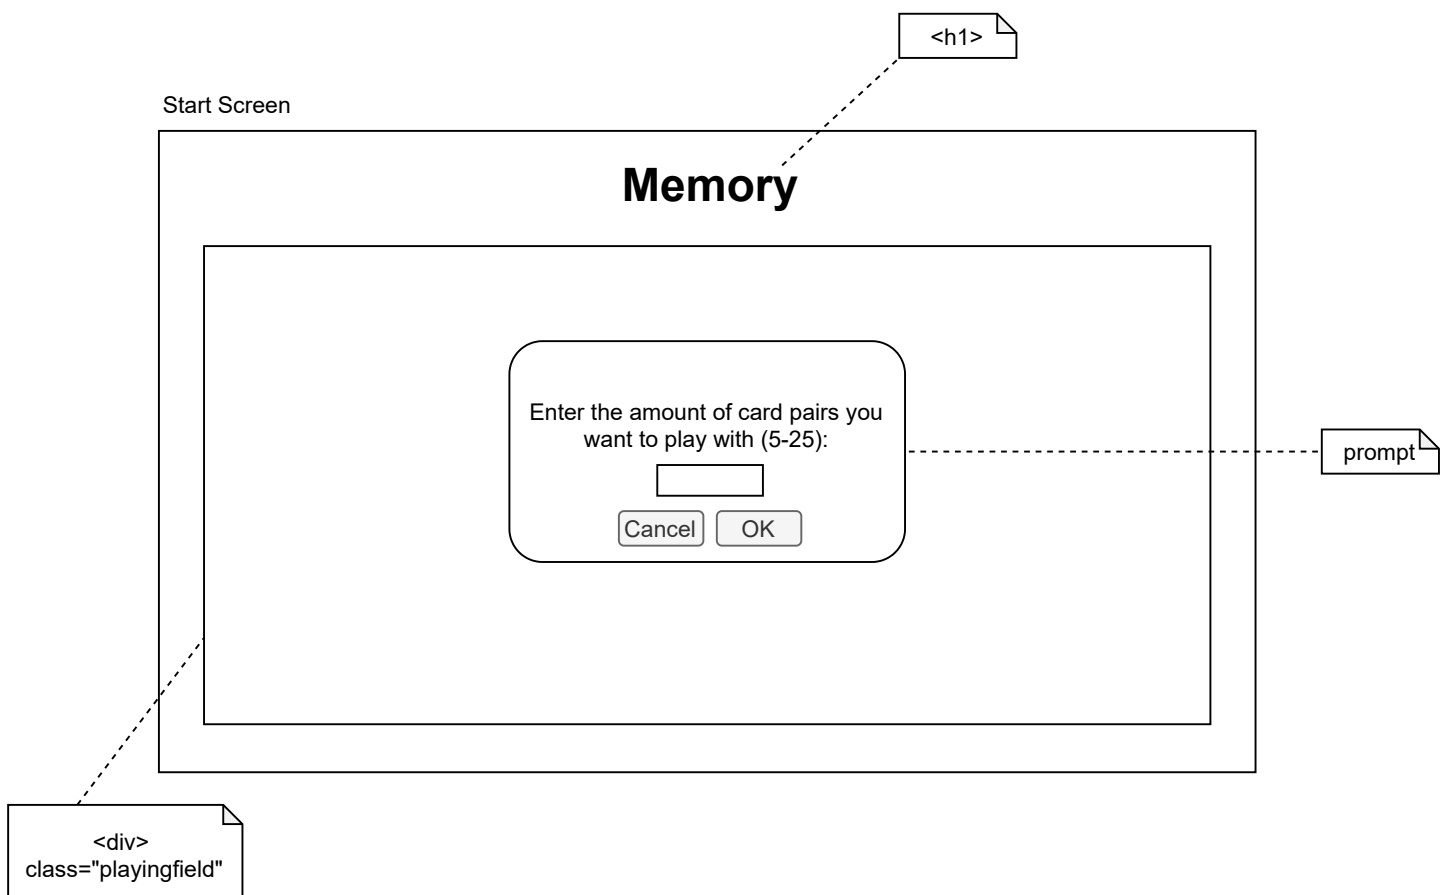 <h1>
Start Screen
Memory
Enter the amount of card pairs you
want to play with (5-25):
prompt
Cancel OK
<div>
class="playingfield"